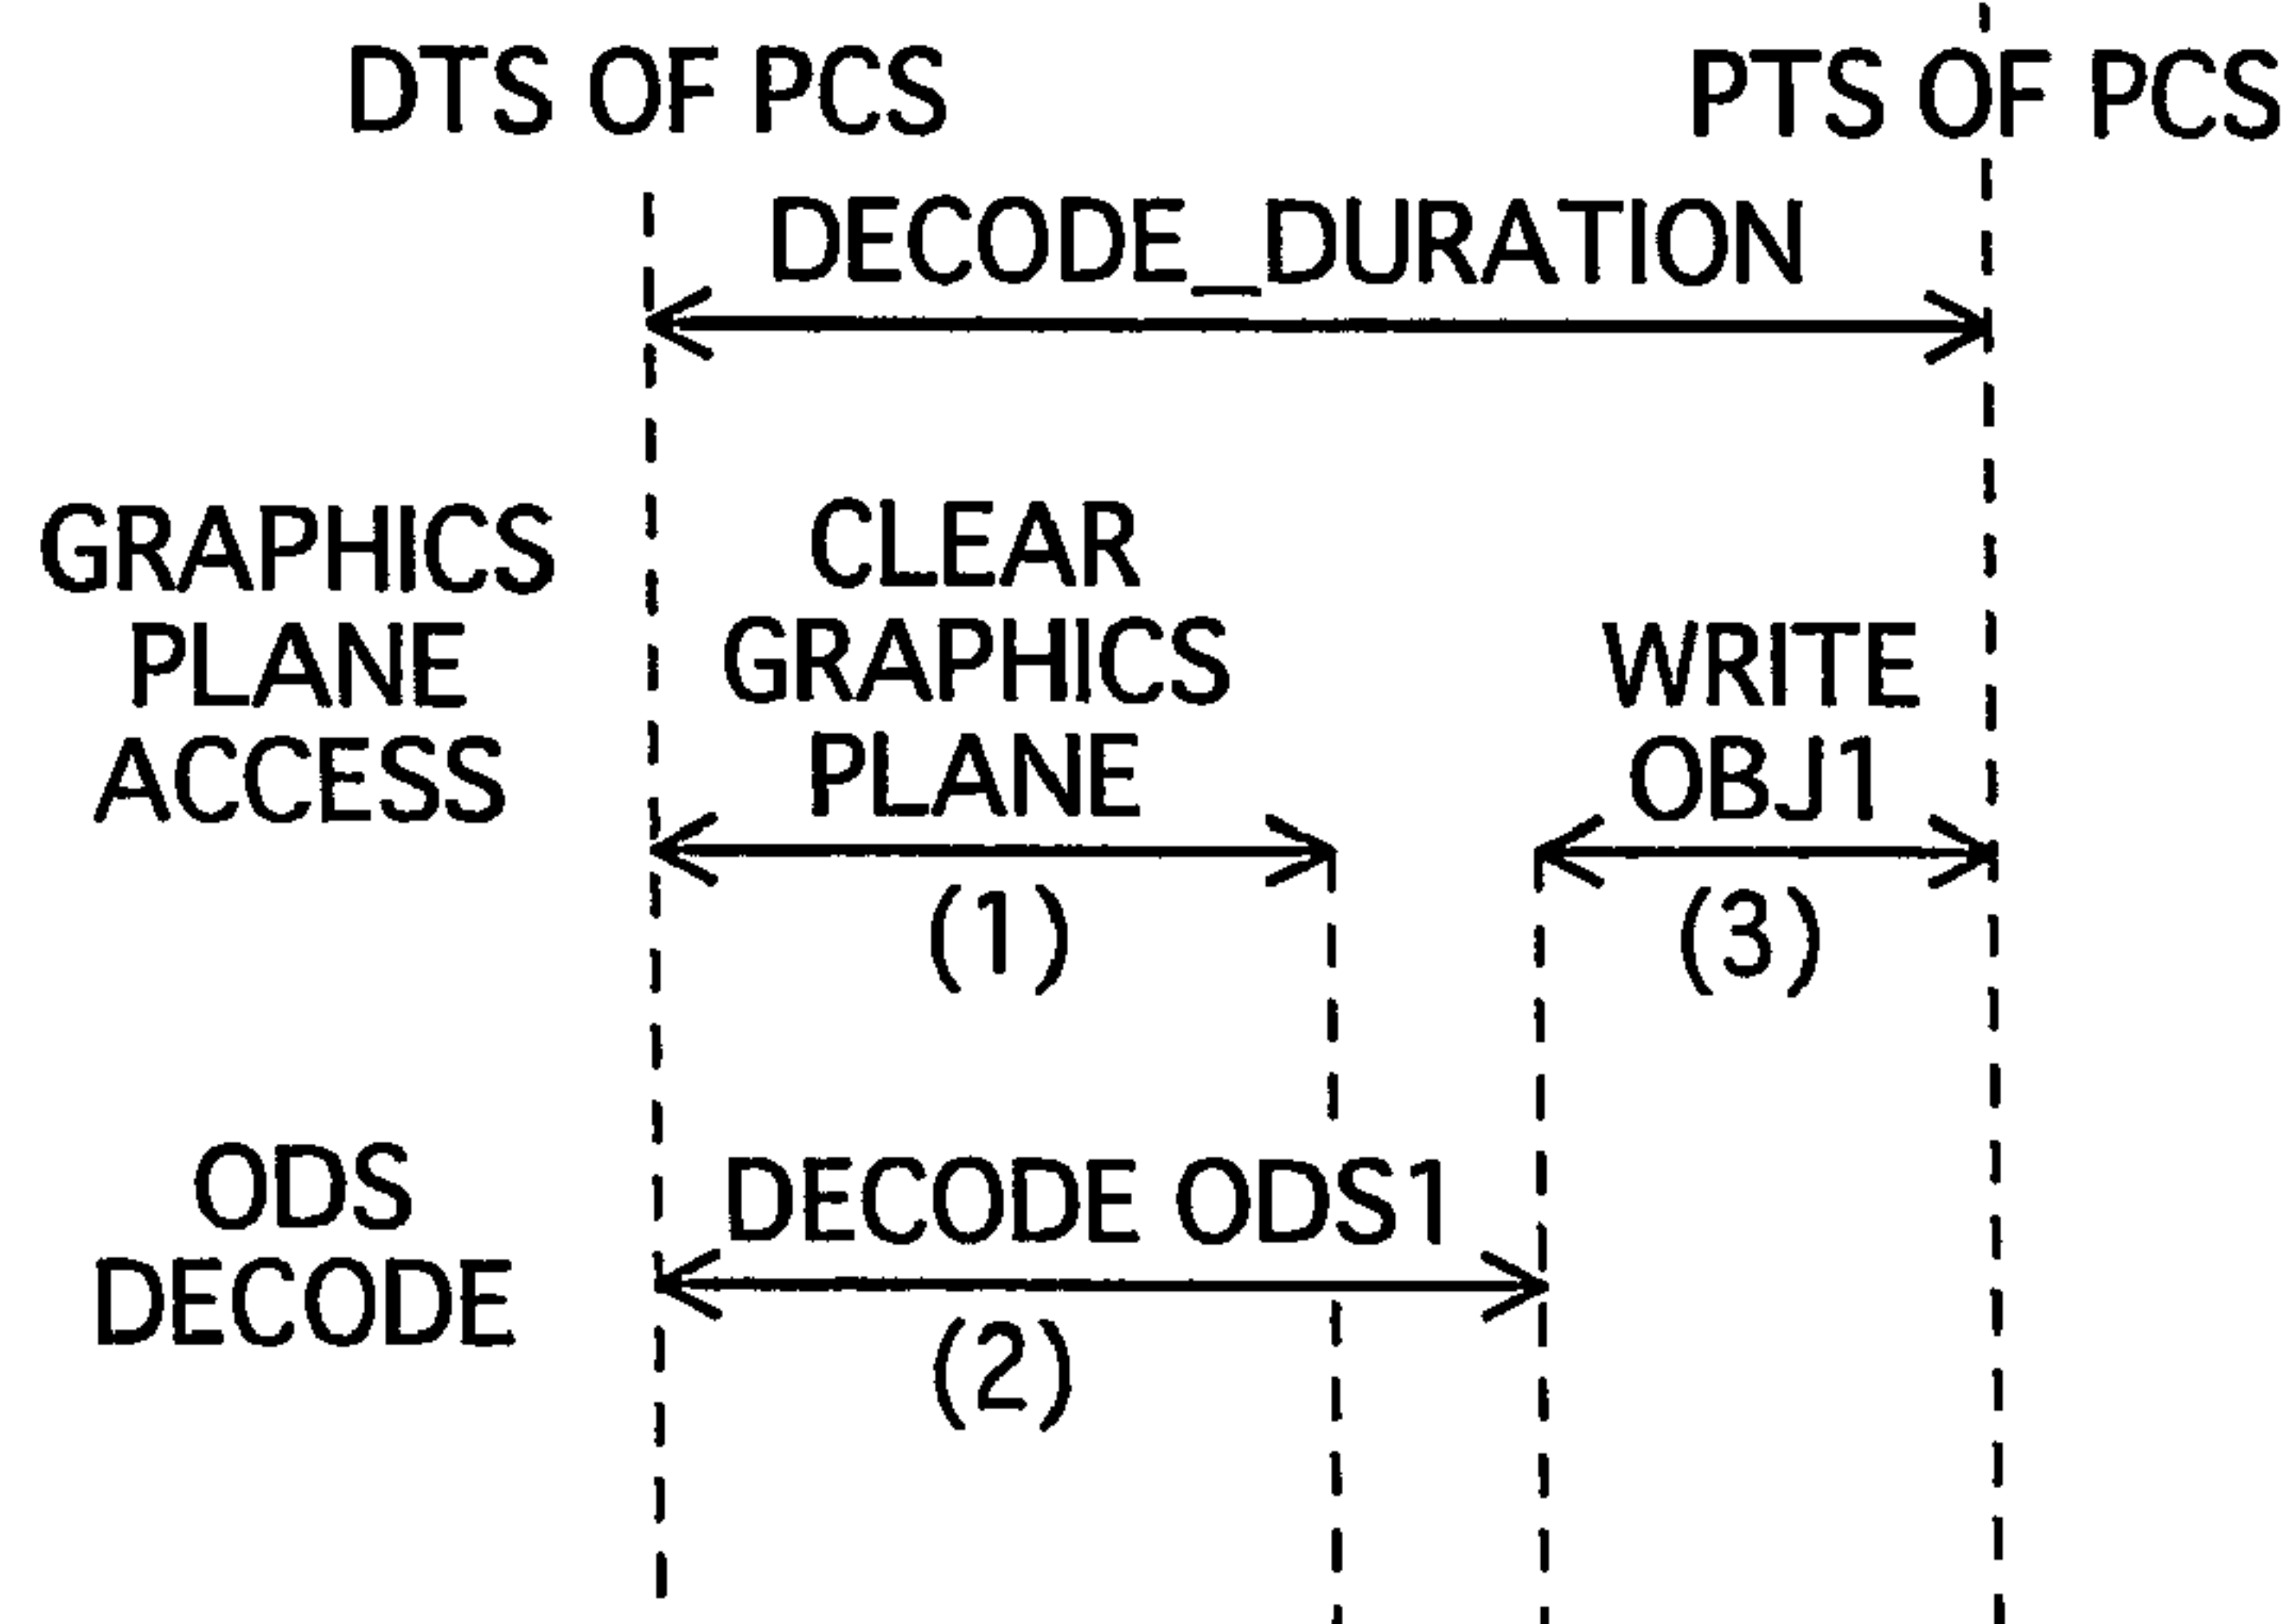 DTS OF PCS
PTS OF PCS
DECODE_DURATION
GRAPHICS
PLANE
ACCESS
CLEAR
GRAPHICS
PLANE
(1)
WRITE
OBJ1
(3)
ODS
DECODE
DECODE ODS1
(2)